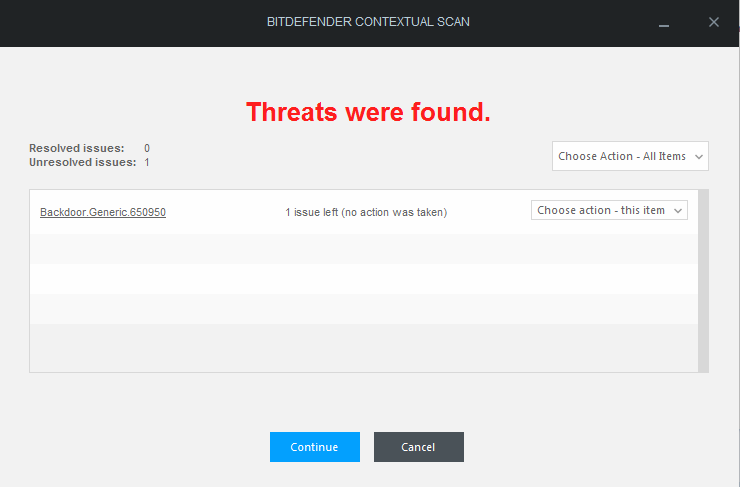 BITDEFENDER CONTEXTUAL SCAN
Threats were found.
Resolved issues: 0
Unresolved issues: 1
Choose Action - All Items
Backdoor.Generic.650950 1 issue left (no action was taken) Choose action - this item
Continue Cancel